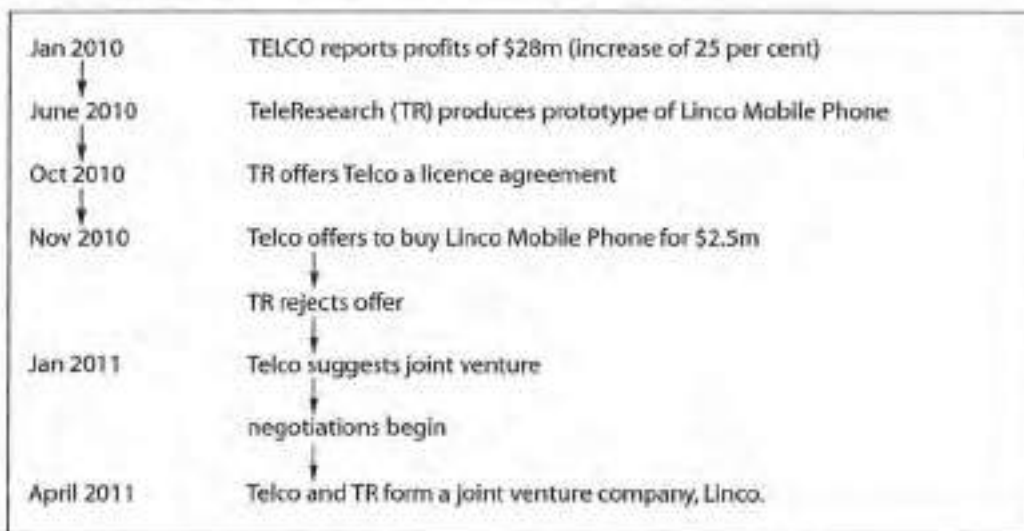 Jan 2010 TELCO reports profits of $28m (increase of 25 per cent)
June 2010 TeleResearch (TR) produces prototype of Linco Mobile Phone
Oct 2010 TR offers Telco a licence agreement
Nov 2010 Telco offers to buy Linco Mobile Phone for $2.5m
TR rejects offer
Jan 2011 Telco suggests joint venture
negotiations begin
April 2011 Telco and TR form a joint venture company, Linco.